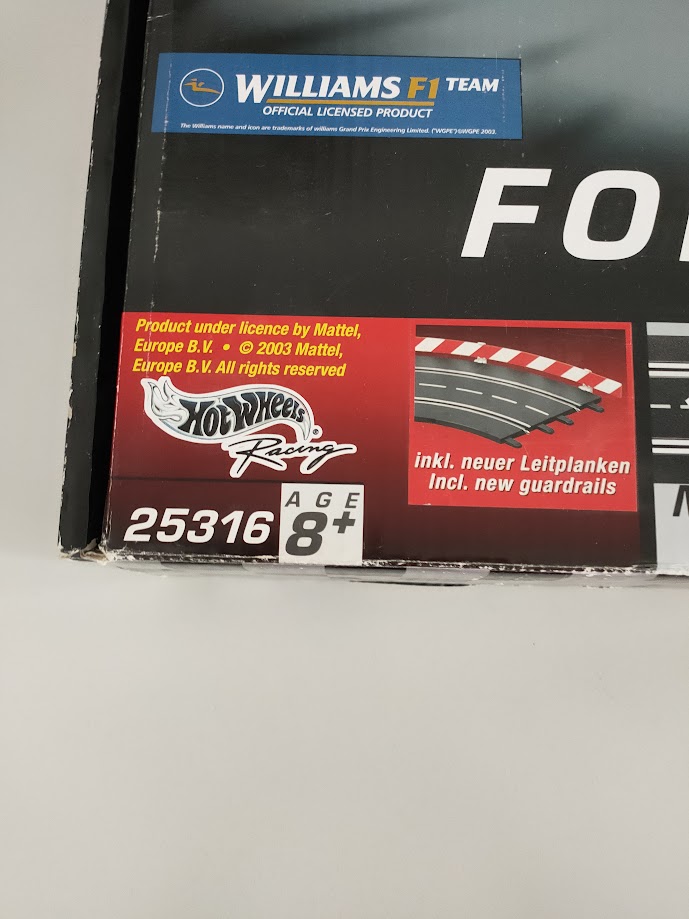 WILLIAMS F1 TEAM
OFFICIAL LICENSED PRODUCT
The Williams name and icon are trademarks of williams Grand Prix Engineering Limited. ("WGPE")©WGPE 2003.
FO
Product under licence by Mattel,
Europe B.V. • © 2003 Mattel,
Europe B.V. All rights reserved
HOT WHEELS ®
Racing
inkl. neuer Leitplanken
Incl. new guardrails
25316
AGE
8+